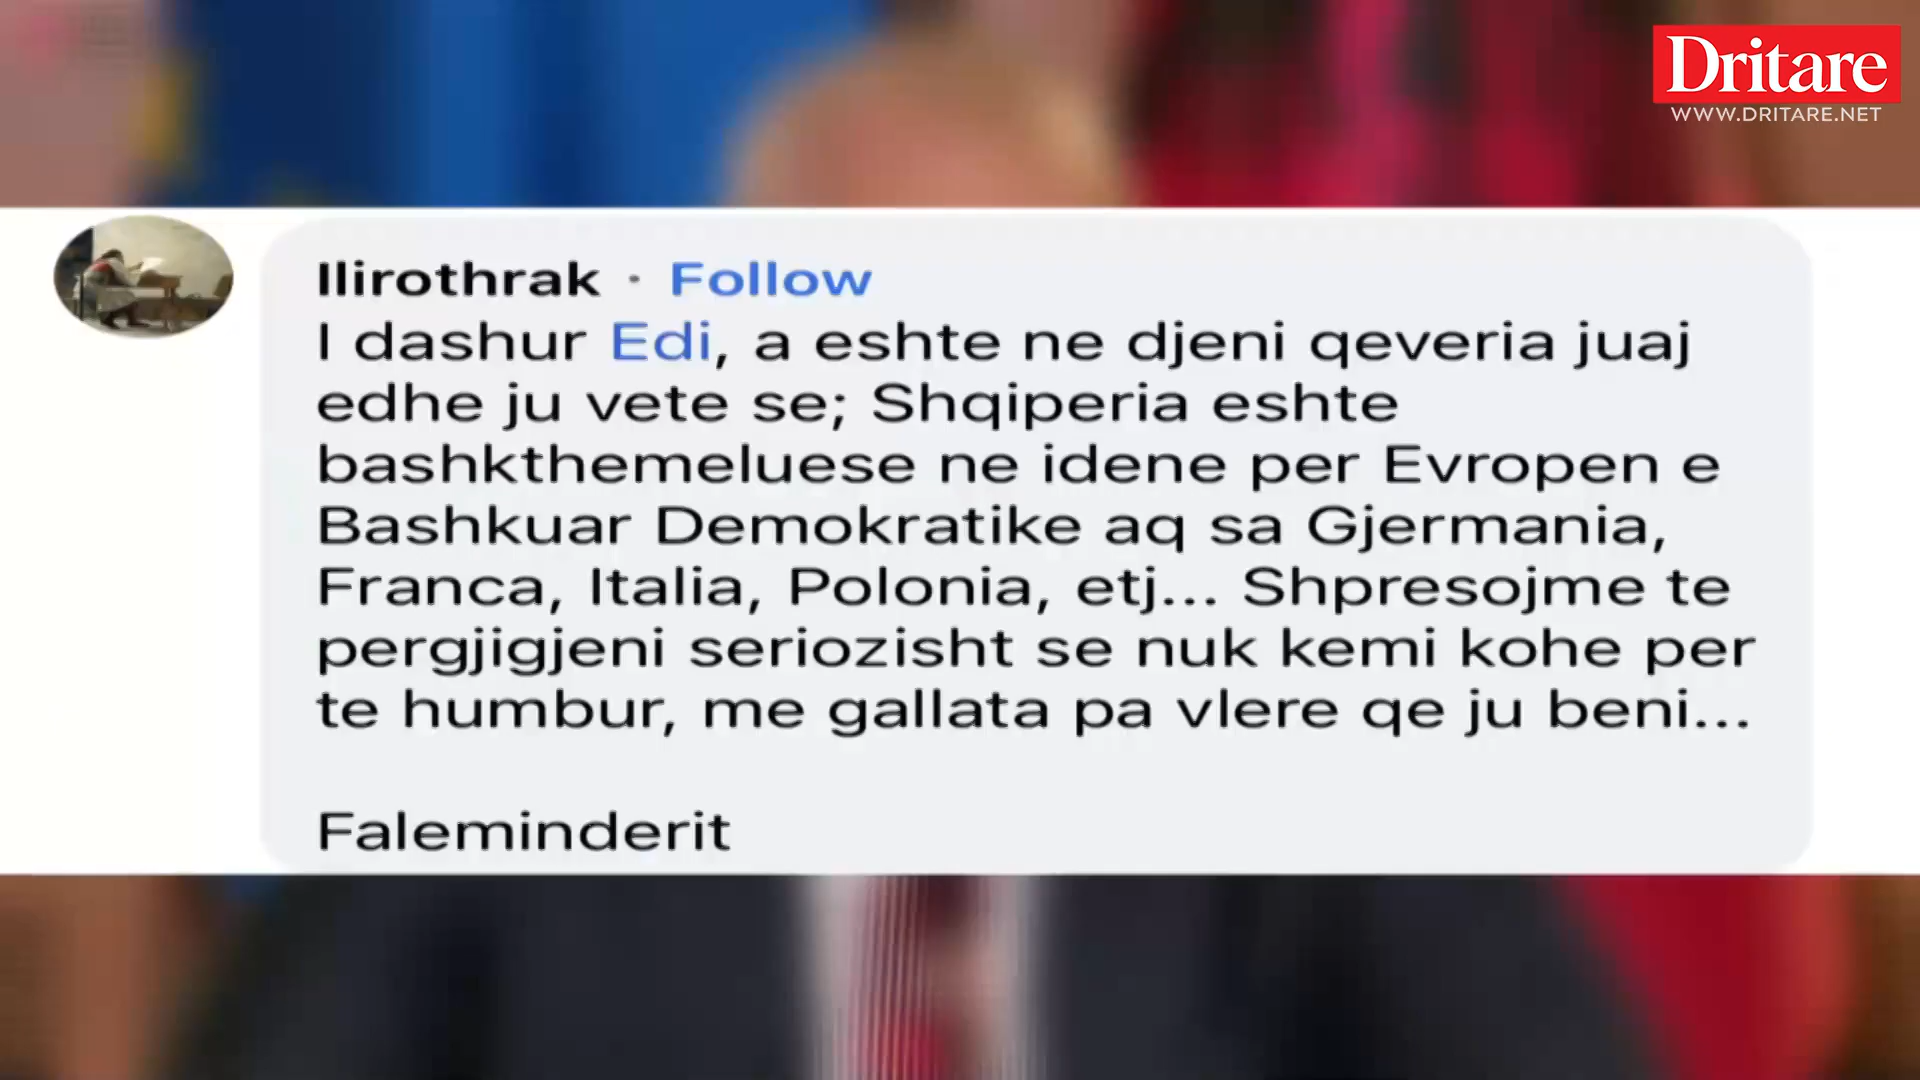 Dritare
WWW.DRITARE.NET
Ilirothrak · Follow
I dashur Edi, a eshte ne djeni qeveria juaj
edhe ju vete se; Shqiperia eshte
bashkthemeluese ne idene per Evropen e
Bashkuar Demokratike aq sa Gjermania,
Franca, Italia, Polonia, etj... Shpresojme te
pergjigjeni seriozisht se nuk kemi kohe per
te humbur, me gallata pa vlere qe ju beni...
Faleminderit